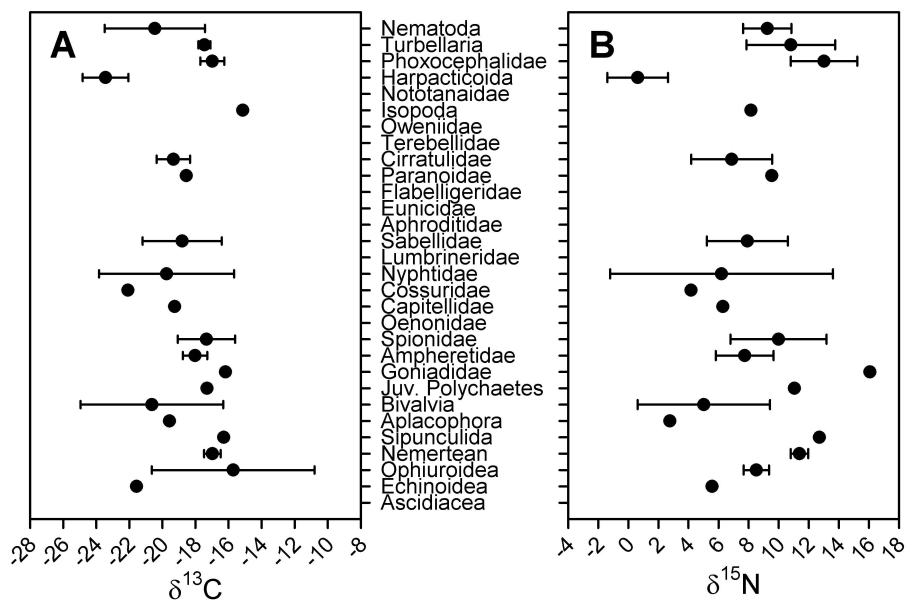 A
B
Nematoda
Turbellaria
Phoxocephalidae
Harpacticoida
Nototanaidae
Isopoda
Oweniidae
Terebellidae
Cirratulidae
Paranoidae
Flabelligeridae
Eunicidae
Aphroditidae
Sabellidae
Lumbrineridae
Nyphtidae
Cossuridae
Capitellidae
Oenonidae
Spionidae
Ampheretidae
Goniadidae
Juv. Polychaetes
Bivalvia
Aplacophora
Sipunculida
Nemertean
Ophiuroidea
Echinoidea
Ascidiacea
-28 -26 -24 -22 -20 -18 -16 -14 -12 -10 -8
-4 -2 0 2 4 6 8 10 12 14 16 18
δ¹³C
δ¹⁵N